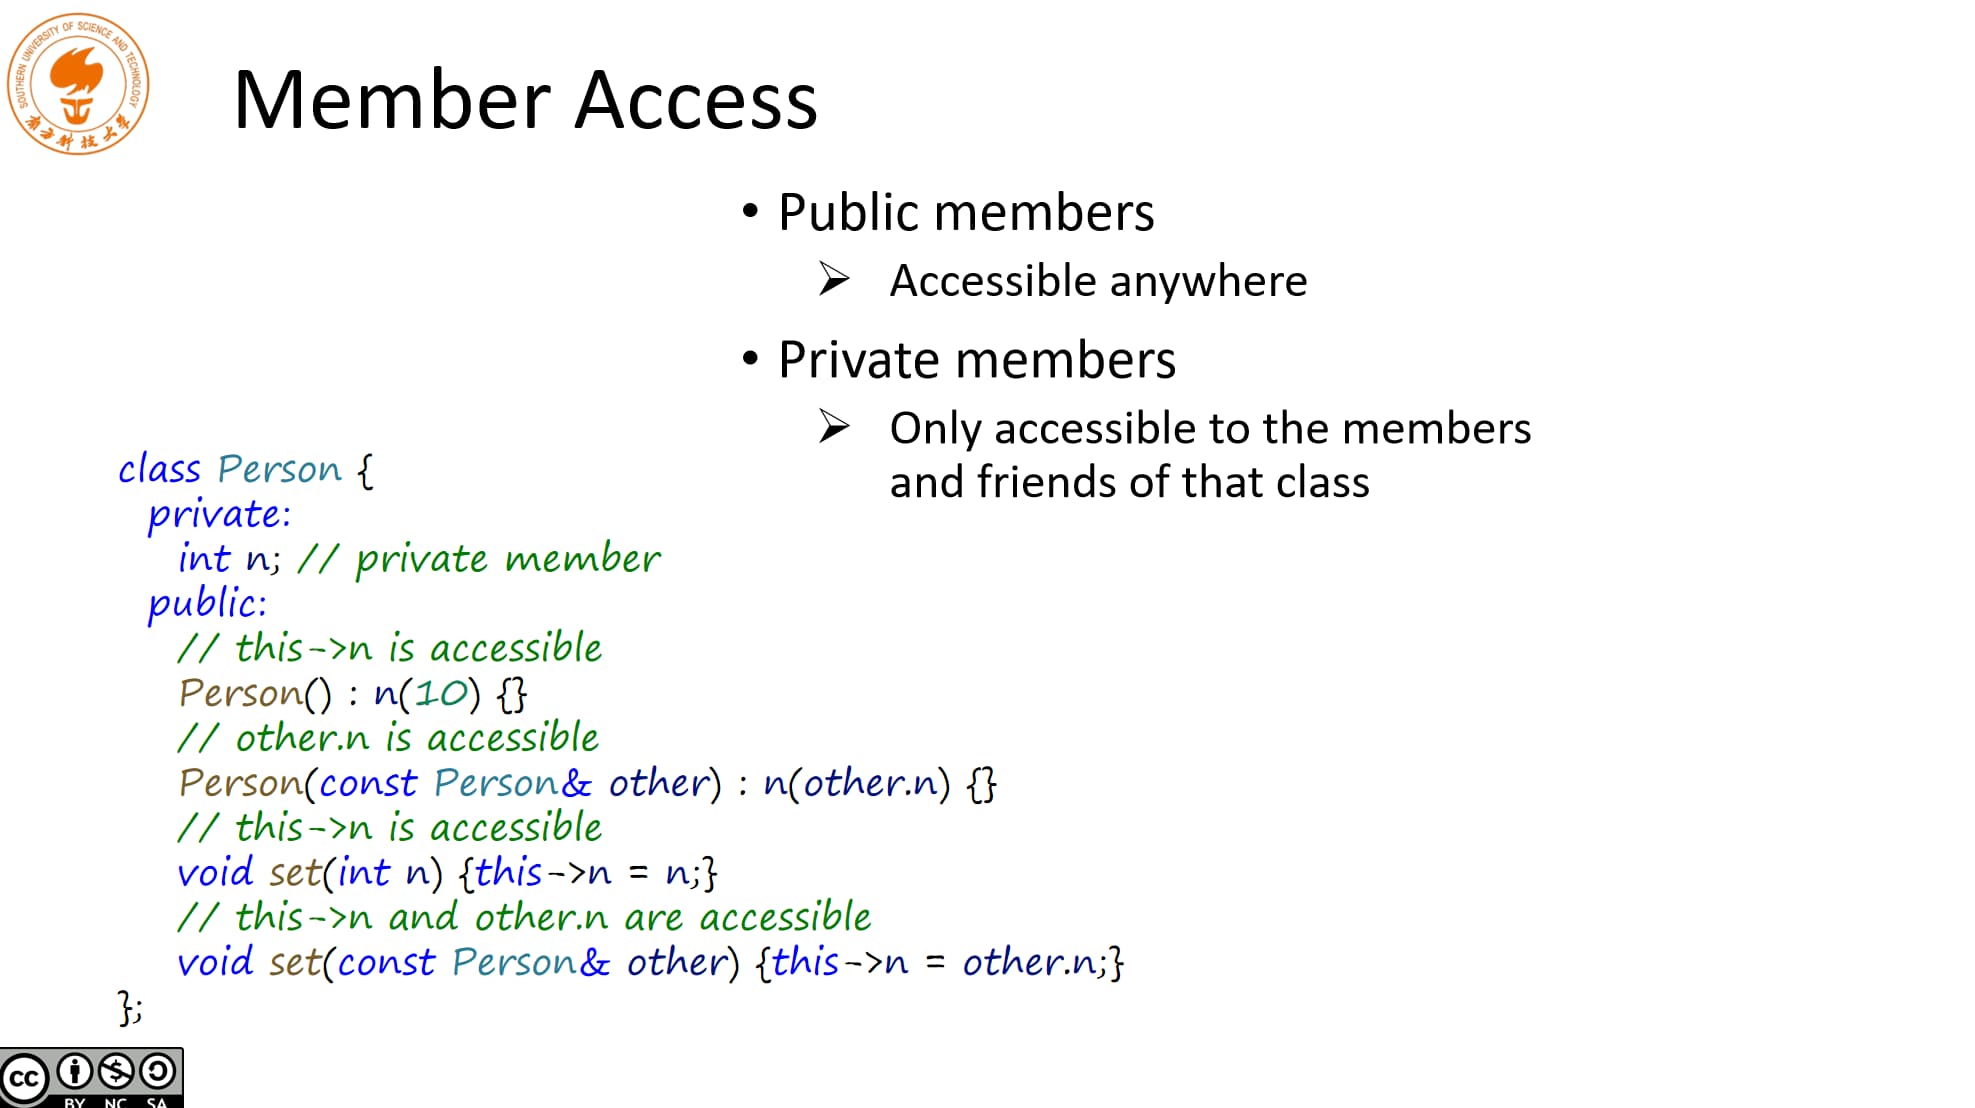 SOUTHERN UNIVERSITY OF SCIENCE AND TECHNOLOGY
南方科技大学
Member Access
• Public members
➢ Accessible anywhere
• Private members
➢ Only accessible to the members
and friends of that class
class Person {
private:
int n; // private member
public:
// this->n is accessible
Person() : n(10) {}
// other.n is accessible
Person(const Person& other) : n(other.n) {}
// this->n is accessible
void set(int n) {this->n = n;}
// this->n and other.n are accessible
void set(const Person& other) {this->n = other.n;}
};
cc
BY NC SA